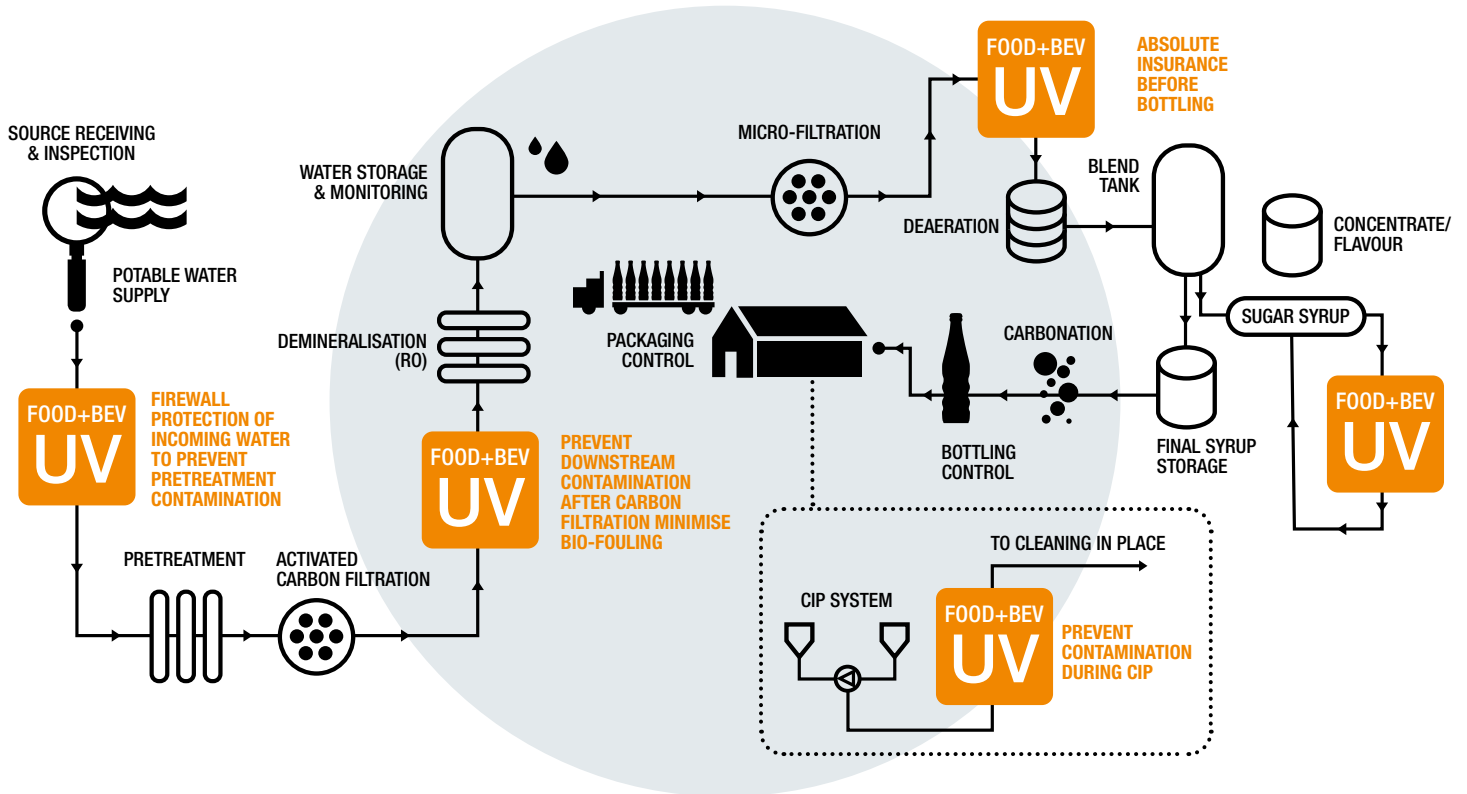 SOURCE RECEIVING
& INSPECTION
POTABLE WATER
SUPPLY
FOOD+BEV
UV
FIREWALL
PROTECTION OF
INCOMING WATER
TO PREVENT
PRETREATMENT
CONTAMINATION
PRETREATMENT
ACTIVATED
CARBON FILTRATION
FOOD+BEV
UV
PREVENT
DOWNSTREAM
CONTAMINATION
AFTER CARBON
FILTRATION MINIMISE
BIO-FOULING
DEMINERALISATION
(RO)
WATER STORAGE
& MONITORING
MICRO-FILTRATION
FOOD+BEV
UV
ABSOLUTE
INSURANCE
BEFORE
BOTTLING
DEAERATION
BLEND
TANK
CONCENTRATE/
FLAVOUR
SUGAR SYRUP
FOOD+BEV
UV
FINAL SYRUP
STORAGE
CARBONATION
BOTTLING
CONTROL
PACKAGING
CONTROL
TO CLEANING IN PLACE
CIP SYSTEM
FOOD+BEV
UV
PREVENT
CONTAMINATION
DURING CIP